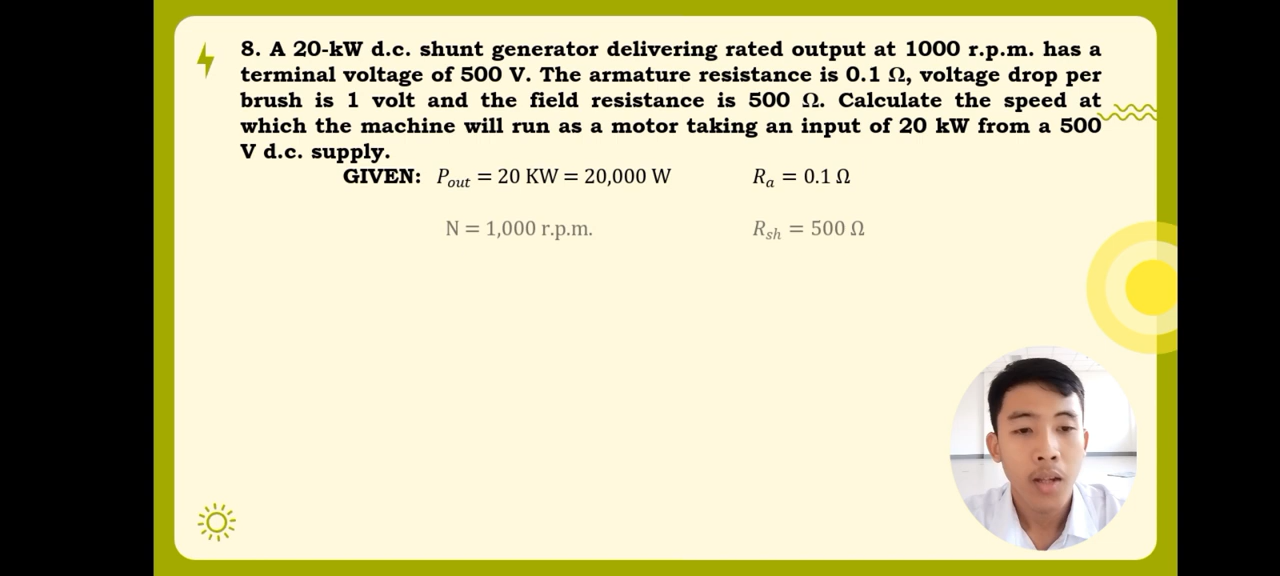 8. A 20-kW d.c. shunt generator delivering rated output at 1000 r.p.m. has a
terminal voltage of 500 V. The armature resistance is 0.1 Ω, voltage drop per
brush is 1 volt and the field resistance is 500 Ω. Calculate the speed at
which the machine will run as a motor taking an input of 20 kW from a 500
V d.c. supply.
GIVEN: P_out = 20 KW = 20,000 W R_a = 0.1 Ω
N = 1,000 r.p.m. R_sh = 500 Ω